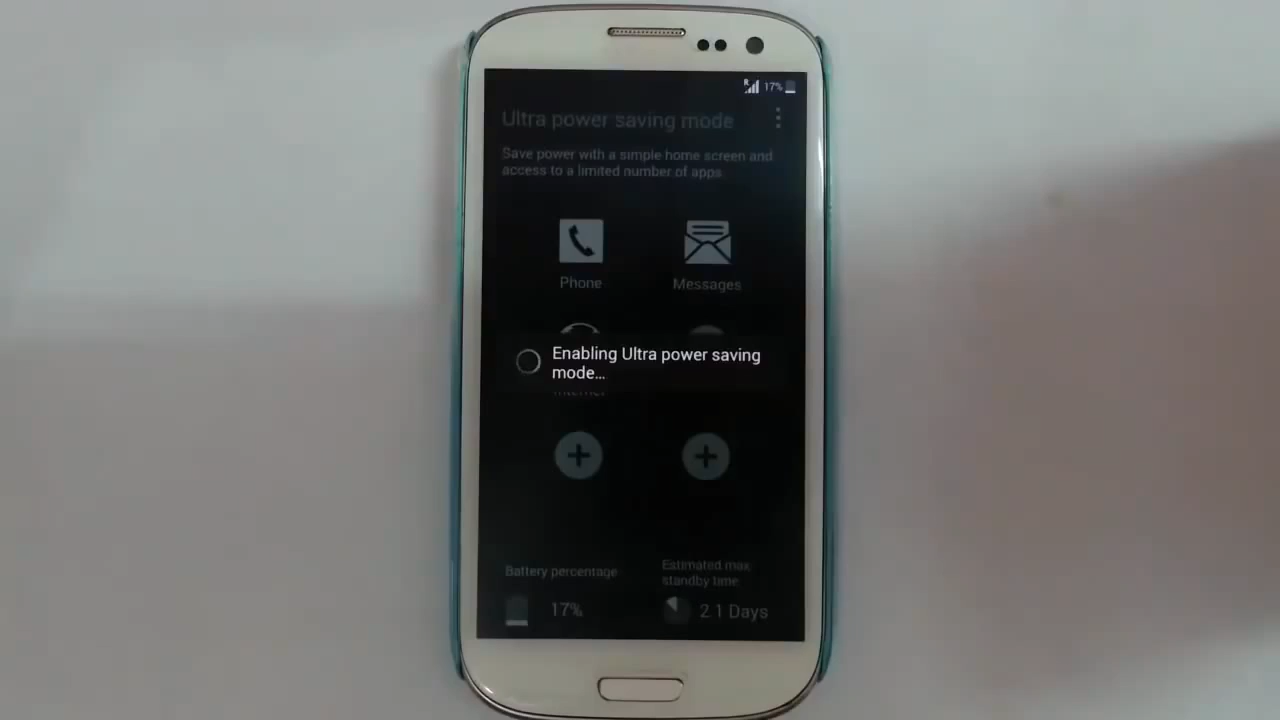 R 17%
Ultra power saving mode
Save power with a simple home screen and
access to a limited number of apps.
Phone Messages
Enabling Ultra power saving
mode...
Internet
Battery percentage
Estimated max
standby time
17%
2.1 Days